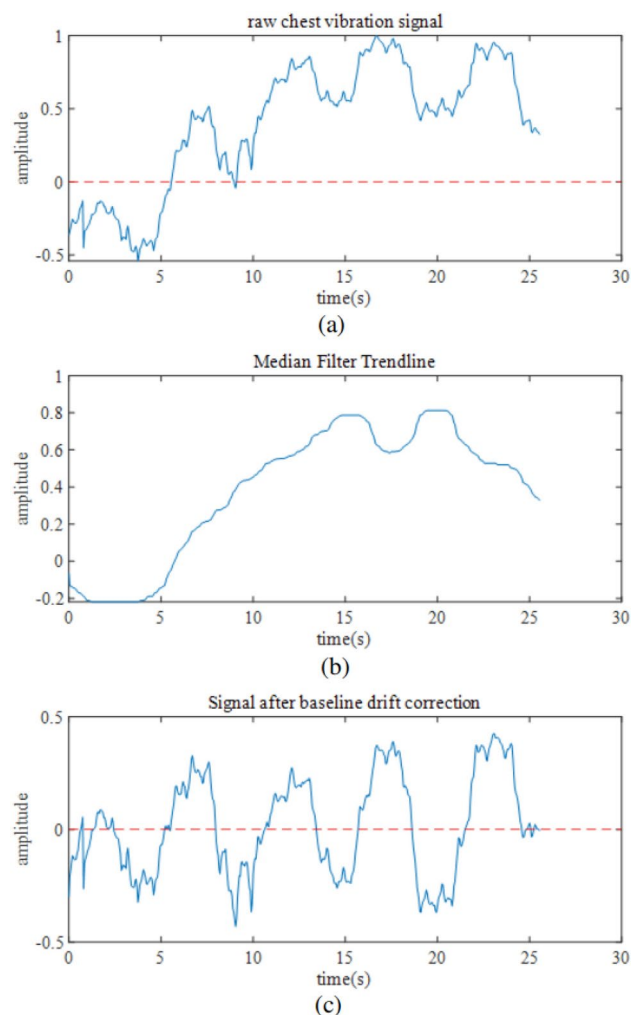 raw chest vibration signal
1
0.5
0
-0.5
amplitude
0 5 10 15 20 25 30
time(s)
(a)
Median Filter Trendline
1
0.8
0.6
0.4
0.2
0
-0.2
amplitude
0 5 10 15 20 25 30
time(s)
(b)
Signal after baseline drift correction
0.5
0
-0.5
amplitude
0 5 10 15 20 25 30
time(s)
(c)